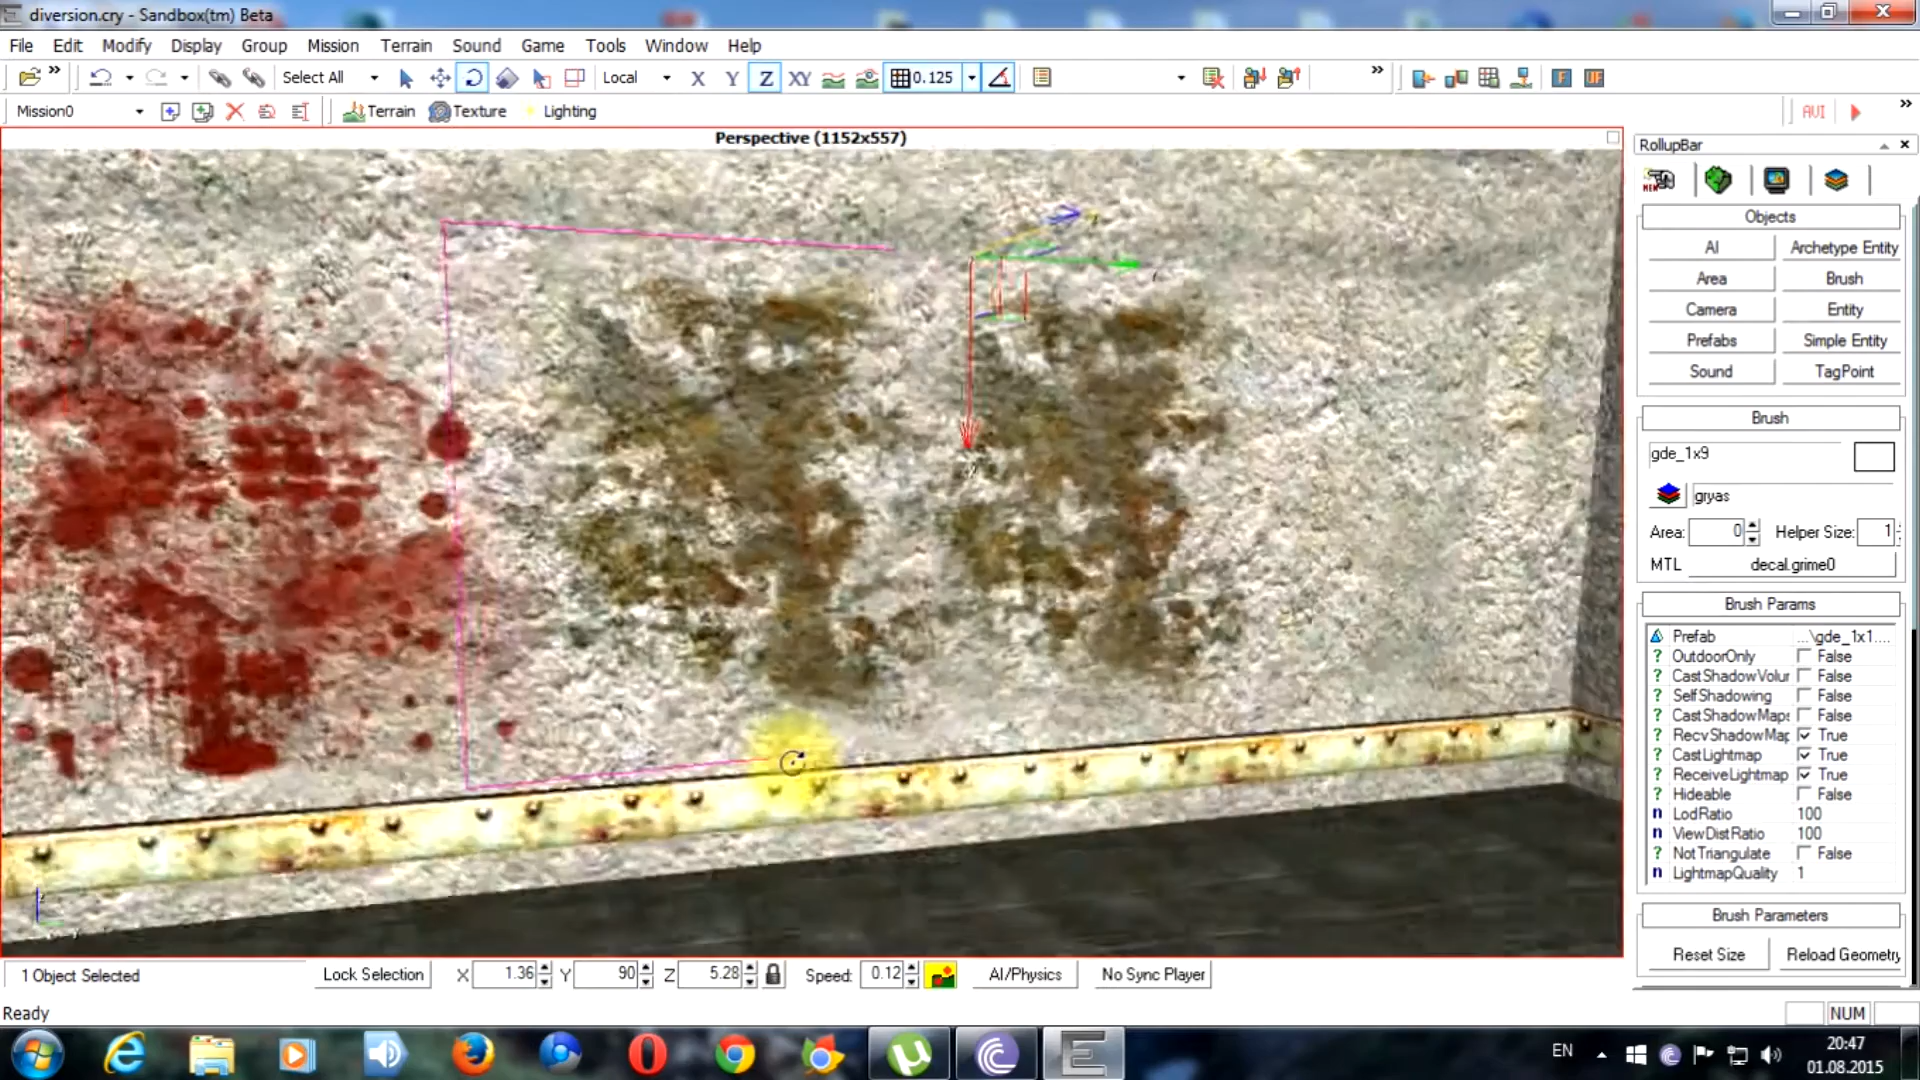 diversion.cry - Sandbox(tm) Beta
File Edit Modify Display Group Mission Terrain Sound Game Tools Window Help
Select All Local X Y Z XY 0.125 F UF
Mission0 Terrain Texture Lighting AVI
Perspective (1152x557)
RollupBar
NEW
Objects
AI Archetype Entity
Area Brush
Camera Entity
Prefabs Simple Entity
Sound TagPoint
Brush
gde_1x9
gryas
Area: 0 Helper Size: 1
MTL decal.grime0
Brush Params
Prefab ...\gde_1x1....
? OutdoorOnly False
? CastShadowVolur False
? SelfShadowing False
? CastShadowMaps False
? RecvShadowMap True
? CastLightmap True
? ReceiveLightmap True
? Hideable False
n LodRatio 100
n ViewDistRatio 100
? NotTriangulate False
n LightmapQuality 1
Brush Parameters
Reset Size Reload Geometry
z
1 Object Selected Lock Selection X 1.36 Y 90 Z 5.28 Speed: 0.12 AI/Physics No Sync Player
Ready NUM
EN 20:47
01.08.2015